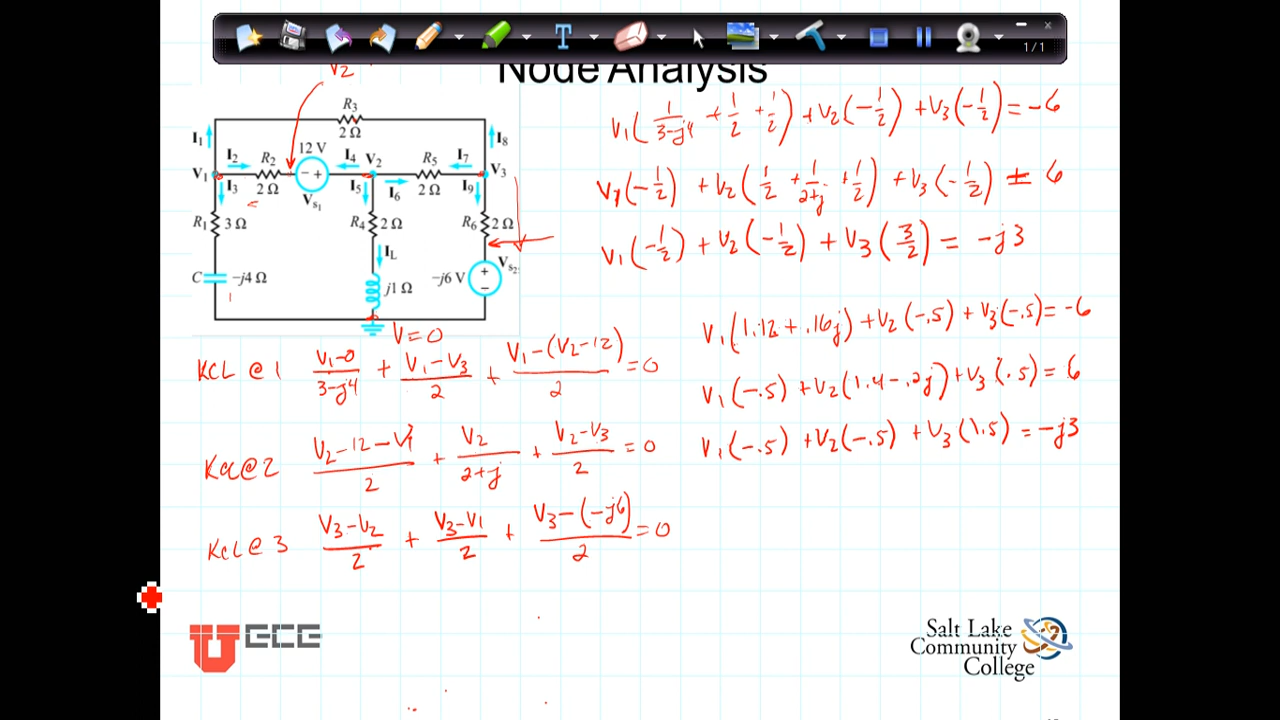 1/1
Node Analysis
V2
R3
2 Ω
I1
I8
I2
R2
12 V
I4
V2
R5
I7
V1
V3
I3
2 Ω
Vs1
I5
I6
2 Ω
I9
R1
3 Ω
R4
2 Ω
R6
2 Ω
IL
C
−j4 Ω
j1 Ω
−j6 V
Vs2
V=0
V1(1/(3-j4) + 1/2 + 1/2) + V2(-1/2) + V3(-1/2) = -6
V1(-1/2) + V2(1/2 + 1/(2+j) + 1/2) + V3(-1/2) = 6
V1(-1/2) + V2(-1/2) + V3(3/2) = -j3
V1(1.12 + .16j) + V2(-.5) + V3(-.5) = -6
V1(-.5) + V2(1.4 - .2j) + V3(.5) = 6
V1(-.5) + V2(-.5) + V3(1.5) = -j3
KCL @ 1 (V1-0)/(3-j4) + (V1-V3)/2 + (V1-(V2-12))/2 = 0
KCL @ 2 (V2-12-V1)/2 + V2/(2+j) + (V2-V3)/2 = 0
KCL @ 3 (V3-V2)/2 + (V3-V1)/2 + (V3-(-j6))/2 = 0
U ECE
Salt Lake
Community
College